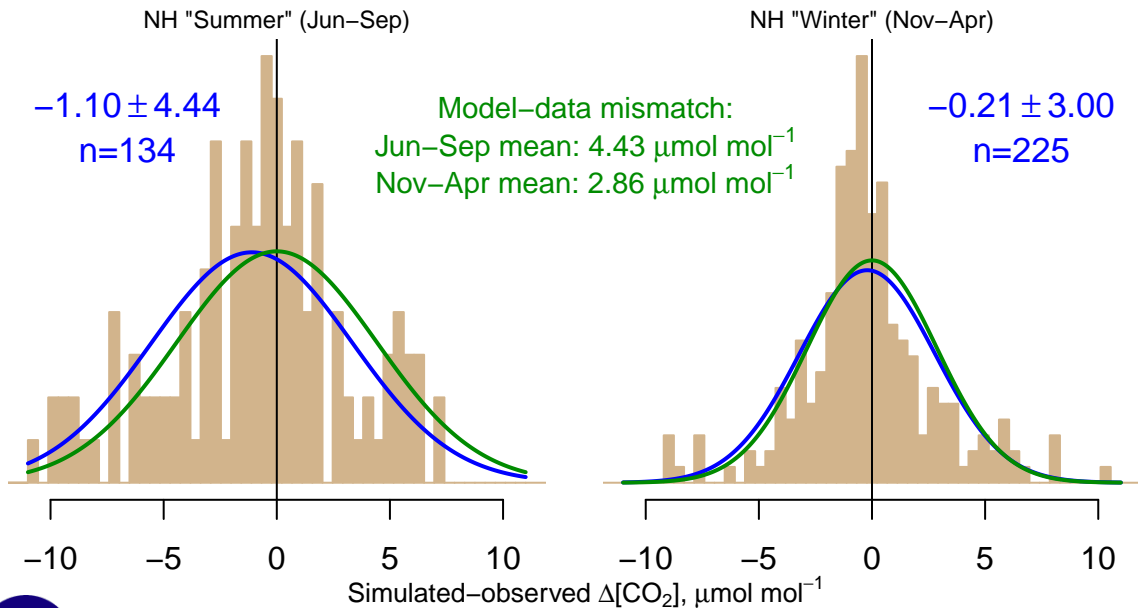 NH "Summer" (Jun−Sep)
NH "Winter" (Nov−Apr)
−1.10 ± 4.44
n=134
Model−data mismatch:
Jun−Sep mean: 4.43 μmol mol⁻¹
Nov−Apr mean: 2.86 μmol mol⁻¹
−0.21 ± 3.00
n=225
−10 −5 0 5 10
−10 −5 0 5 10
Simulated−observed Δ[CO₂], μmol mol⁻¹